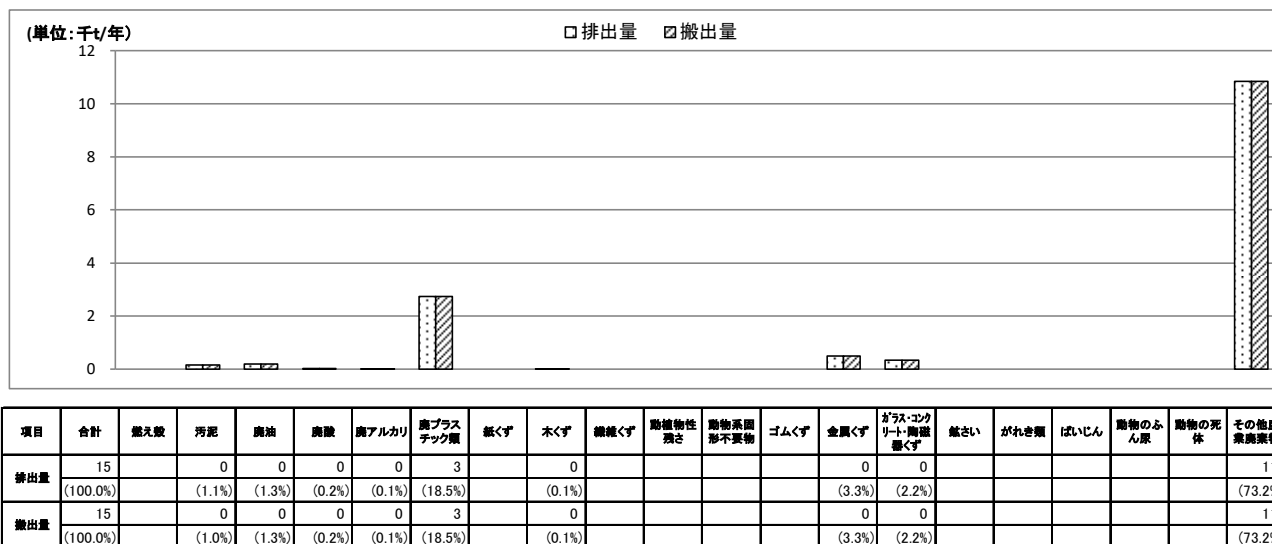 (単位：千t/年)
排出量 搬出量
12
10
8
6
4
2
0
項目 合計 燃え殻 汚泥 廃油 廃酸 廃アルカリ 廃プラスチック類 紙くず 木くず 繊維くず 動植物性残さ 動物系固形不要物 ゴムくず 金属くず ガラス・コンクリート・陶磁器くず 鉱さい がれき類 ばいじん 動物のふん尿 動物の死体 その他
排出量 15 0 0 0 0 3 0 0 0
(100.0%) (1.1%) (1.3%) (0.2%) (0.1%) (18.5%) (0.1%) (3.3%) (2.2%) (73.2%
搬出量 15 0 0 0 0 3 0 0 0
(100.0%) (1.0%) (1.3%) (0.2%) (0.1%) (18.5%) (0.1%) (3.3%) (2.2%) (73.2%